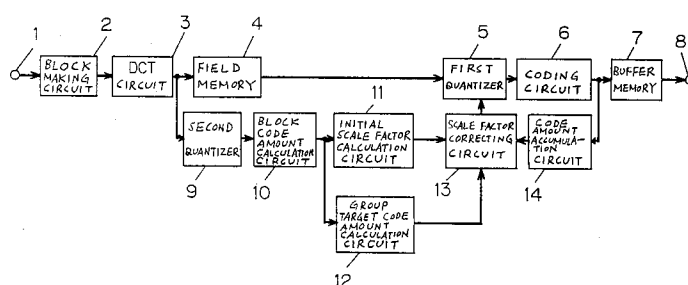 1
2
3
4
5
6
7
8
BLOCK
MAKING
CIRCUIT
DCT
CIRCUIT
FIELD
MEMORY
FIRST
QUANTIZER
CODING
CIRCUIT
BUFFER
MEMORY
11
SECOND
QUANTIZER
BLOCK
CODE
AMOUNT
CALCULATION
CIRCUIT
INITIAL
SCALE FACTOR
CALCULATION
CIRCUIT
SCALE FACTOR
CORRECTING
CIRCUIT
CODE
AMOUNT
ACCUMULA-
TION
CIRCUIT
9
10
13
14
GROUP
TARGET CODE
AMOUNT
CALCULATION
CIRCUIT
12